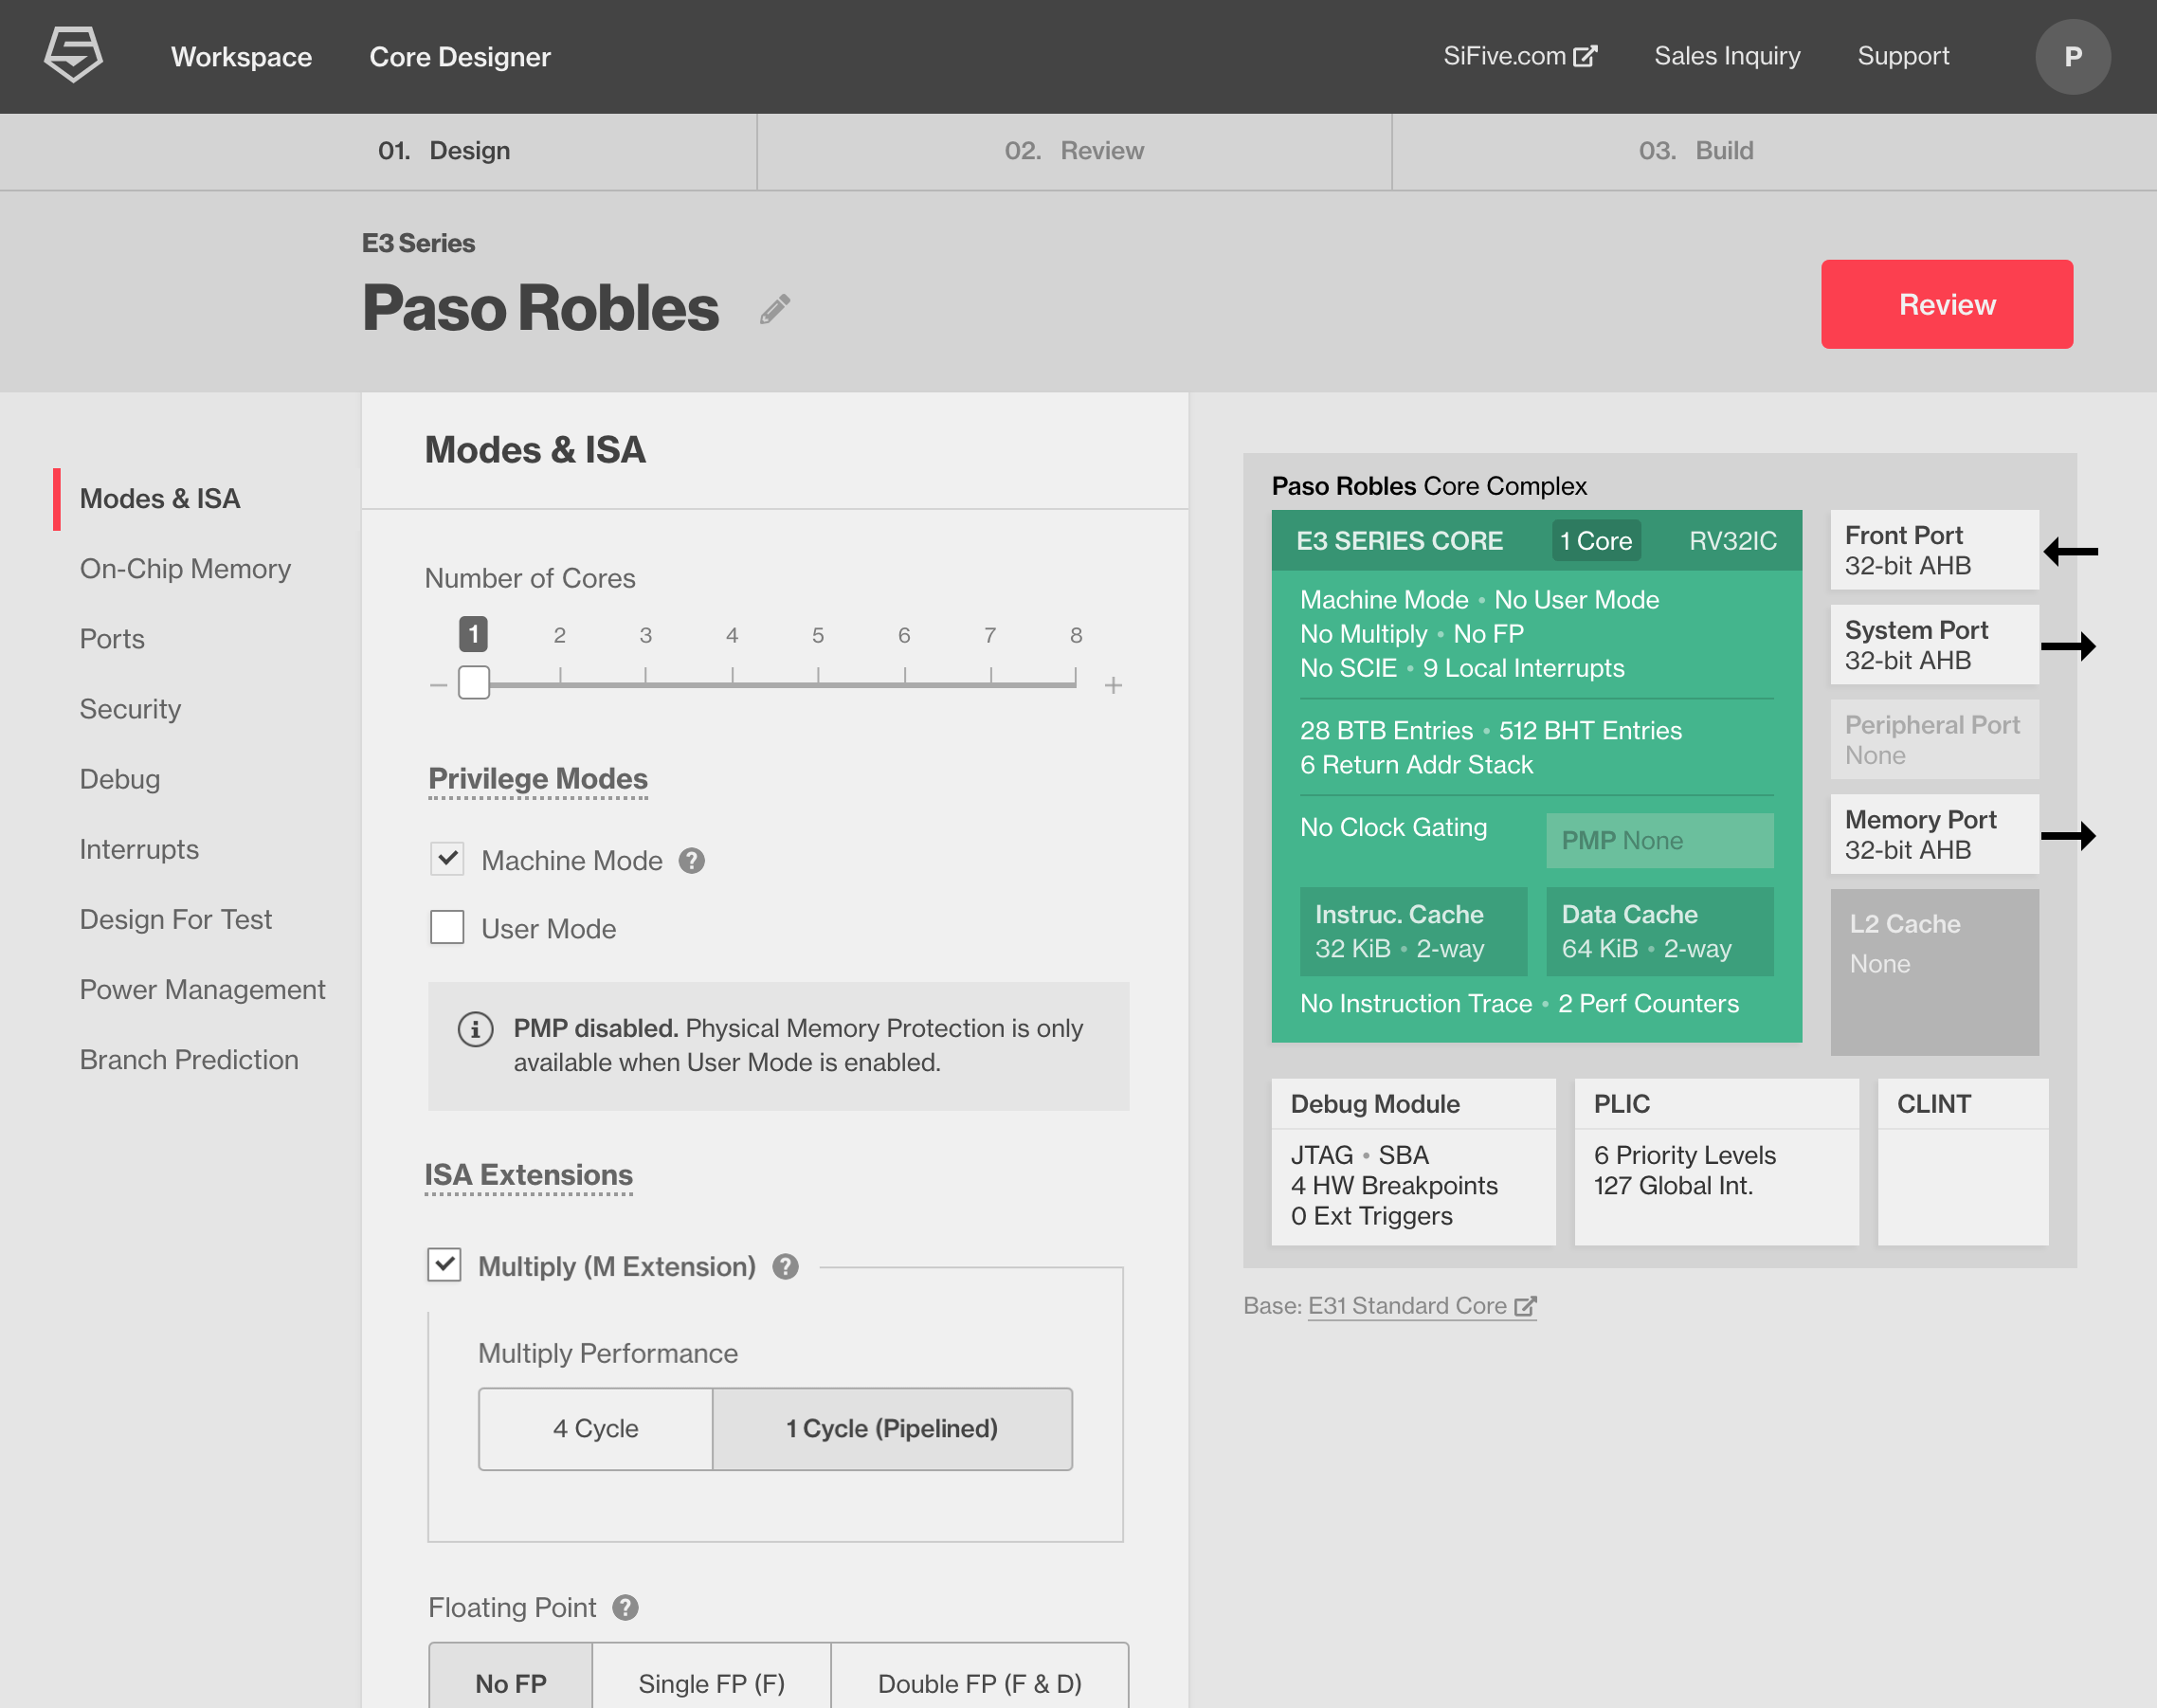 Workspace
Core Designer
SiFive.com
Sales Inquiry
Support
P
01. Design
02. Review
03. Build
E3 Series
Paso Robles
Review
Modes & ISA
On-Chip Memory
Ports
Security
Debug
Interrupts
Design For Test
Power Management
Branch Prediction
Modes & ISA
Number of Cores
1 2 3 4 5 6 7 8
− +
Privilege Modes
Machine Mode ?
User Mode
PMP disabled. Physical Memory Protection is only
available when User Mode is enabled.
ISA Extensions
Multiply (M Extension) ?
Multiply Performance
4 Cycle
1 Cycle (Pipelined)
Floating Point ?
No FP
Single FP (F)
Double FP (F & D)
Paso Robles Core Complex
E3 SERIES CORE 1 Core RV32IC
Machine Mode • No User Mode
No Multiply • No FP
No SCIE • 9 Local Interrupts
28 BTB Entries • 512 BHT Entries
6 Return Addr Stack
No Clock Gating
PMP None
Instruc. Cache
32 KiB • 2-way
Data Cache
64 KiB • 2-way
No Instruction Trace • 2 Perf Counters
Front Port
32-bit AHB
System Port
32-bit AHB
Peripheral Port
None
Memory Port
32-bit AHB
L2 Cache
None
Debug Module
JTAG • SBA
4 HW Breakpoints
0 Ext Triggers
PLIC
6 Priority Levels
127 Global Int.
CLINT
Base: E31 Standard Core